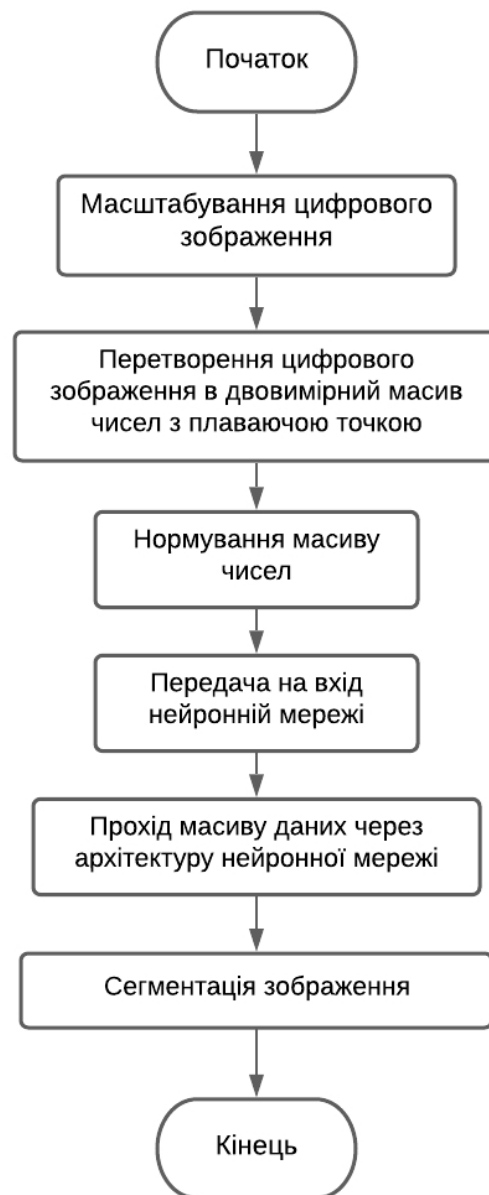 Початок
Масштабування цифрового
зображення
Перетворення цифрового
зображення в двовимірний масив
чисел з плаваючою точкою
Нормування масиву
чисел
Передача на вхід
нейронній мережі
Прохід масиву даних через
архітектуру нейронної мережі
Сегментація зображення
Кінець